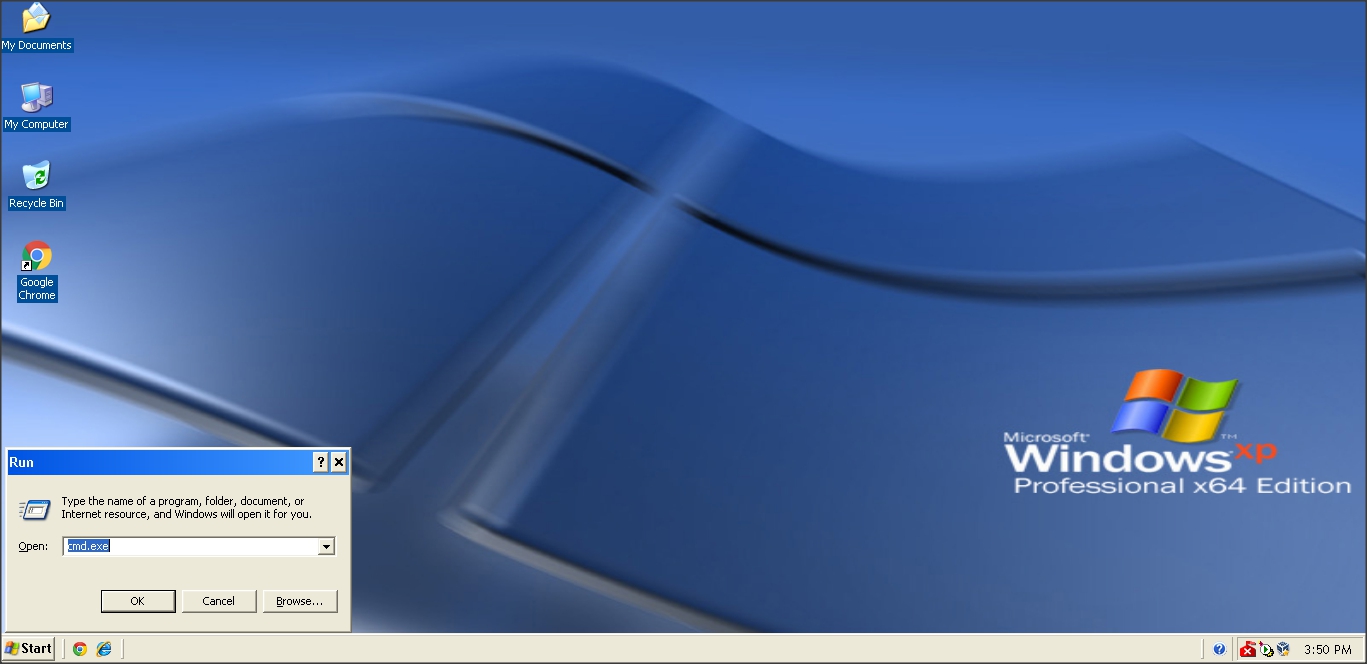 My Documents
My Computer
Recycle Bin
Google
Chrome
Microsoft®
Windows xp ™
Professional x64 Edition
Run
Type the name of a program, folder, document, or
Internet resource, and Windows will open it for you.
Open: cmd.exe
OK Cancel Browse...
Start 3:50 PM